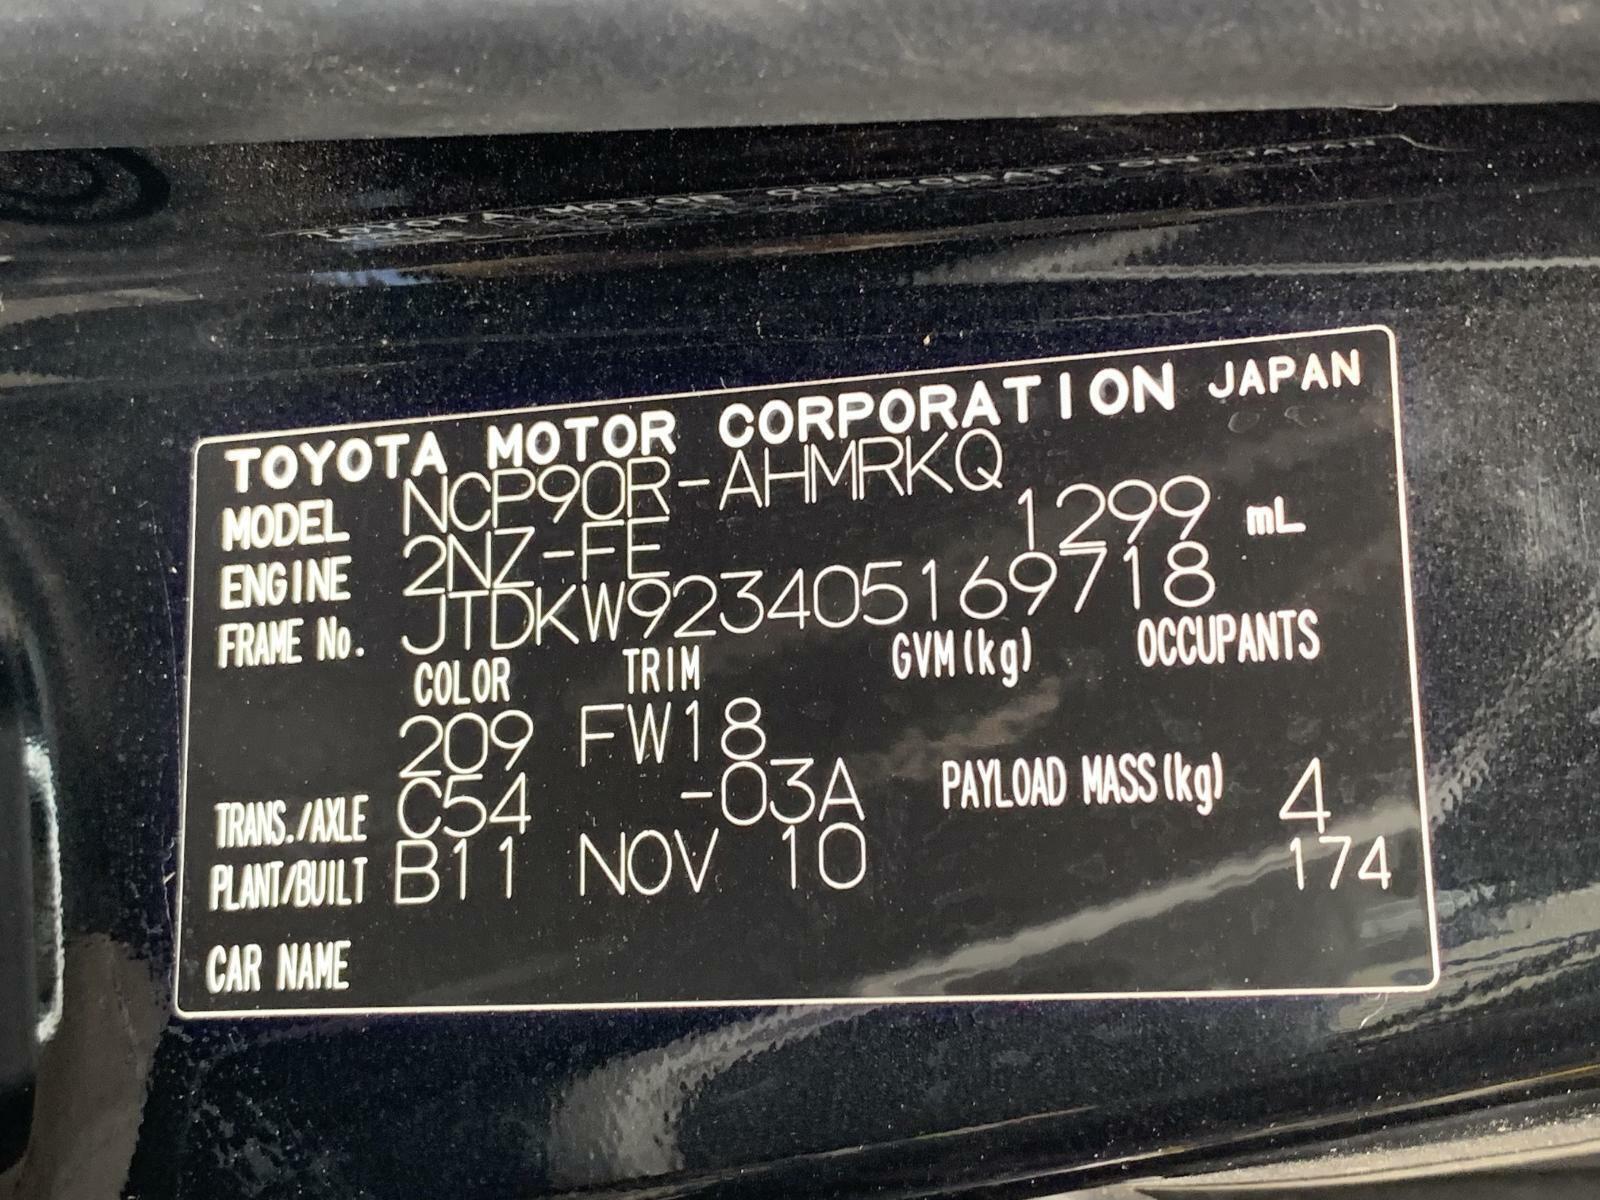 TOYOTA MOTOR CORPORATION JAPAN
MODEL NCP90R-AHMRKQ
ENGINE 2NZ-FE 1299 mL
FRAME No. JTDKW923405169718
COLOR TRIM GVM(kg) OCCUPANTS
209 FW18
TRANS./AXLE C54 -03A PAYLOAD MASS(kg) 4
PLANT/BUILT B11 NOV 10 174
CAR NAME